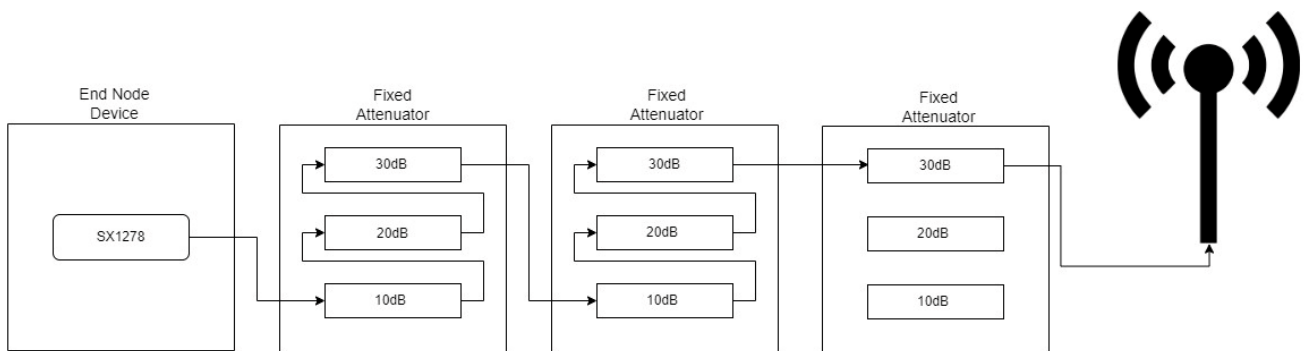 End Node
Device
SX1278
Fixed
Attenuator
30dB
20dB
10dB
Fixed
Attenuator
30dB
20dB
10dB
Fixed
Attenuator
30dB
20dB
10dB